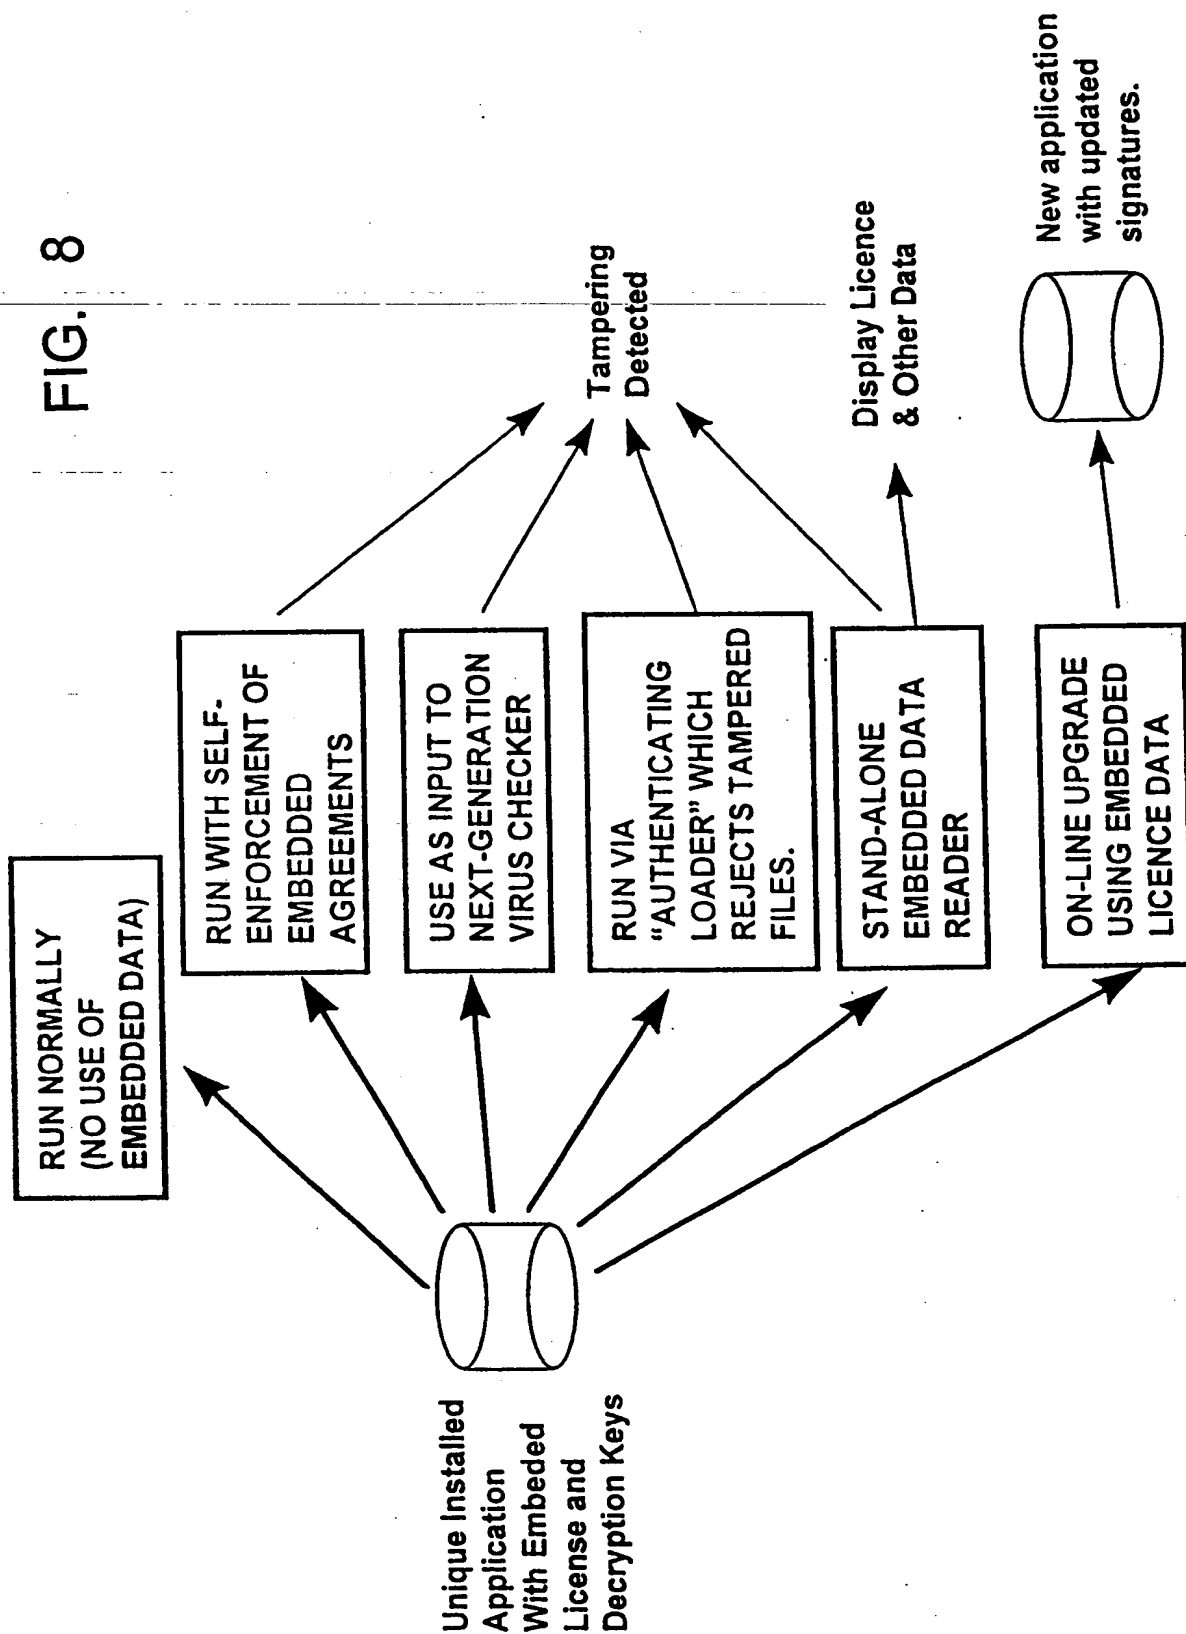 FIG. 8
RUN NORMALLY
(NO USE OF
EMBEDDED DATA)
RUN WITH SELF-
ENFORCEMENT OF
EMBEDDED
AGREEMENTS
USE AS INPUT TO
NEXT-GENERATION
VIRUS CHECKER
RUN VIA
“AUTHENTICATING
LOADER” WHICH
REJECTS TAMPERED
FILES.
STAND-ALONE
EMBEDDED DATA
READER
ON-LINE UPGRADE
USING EMBEDDED
LICENCE DATA
Unique Installed
Application
With Embeded
License and
Decryption Keys
Tampering
Detected
Display Licence
& Other Data
New application
with updated
signatures.